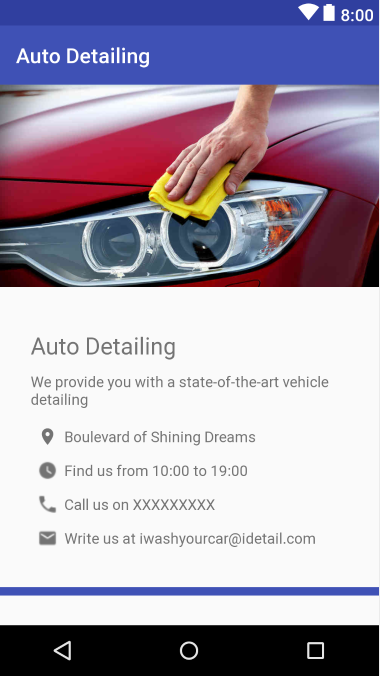 8:00
Auto Detailing
Auto Detailing
We provide you with a state-of-the-art vehicle
detailing
Boulevard of Shining Dreams
Find us from 10:00 to 19:00
Call us on XXXXXXXXX
Write us at iwashyourcar@idetail.com